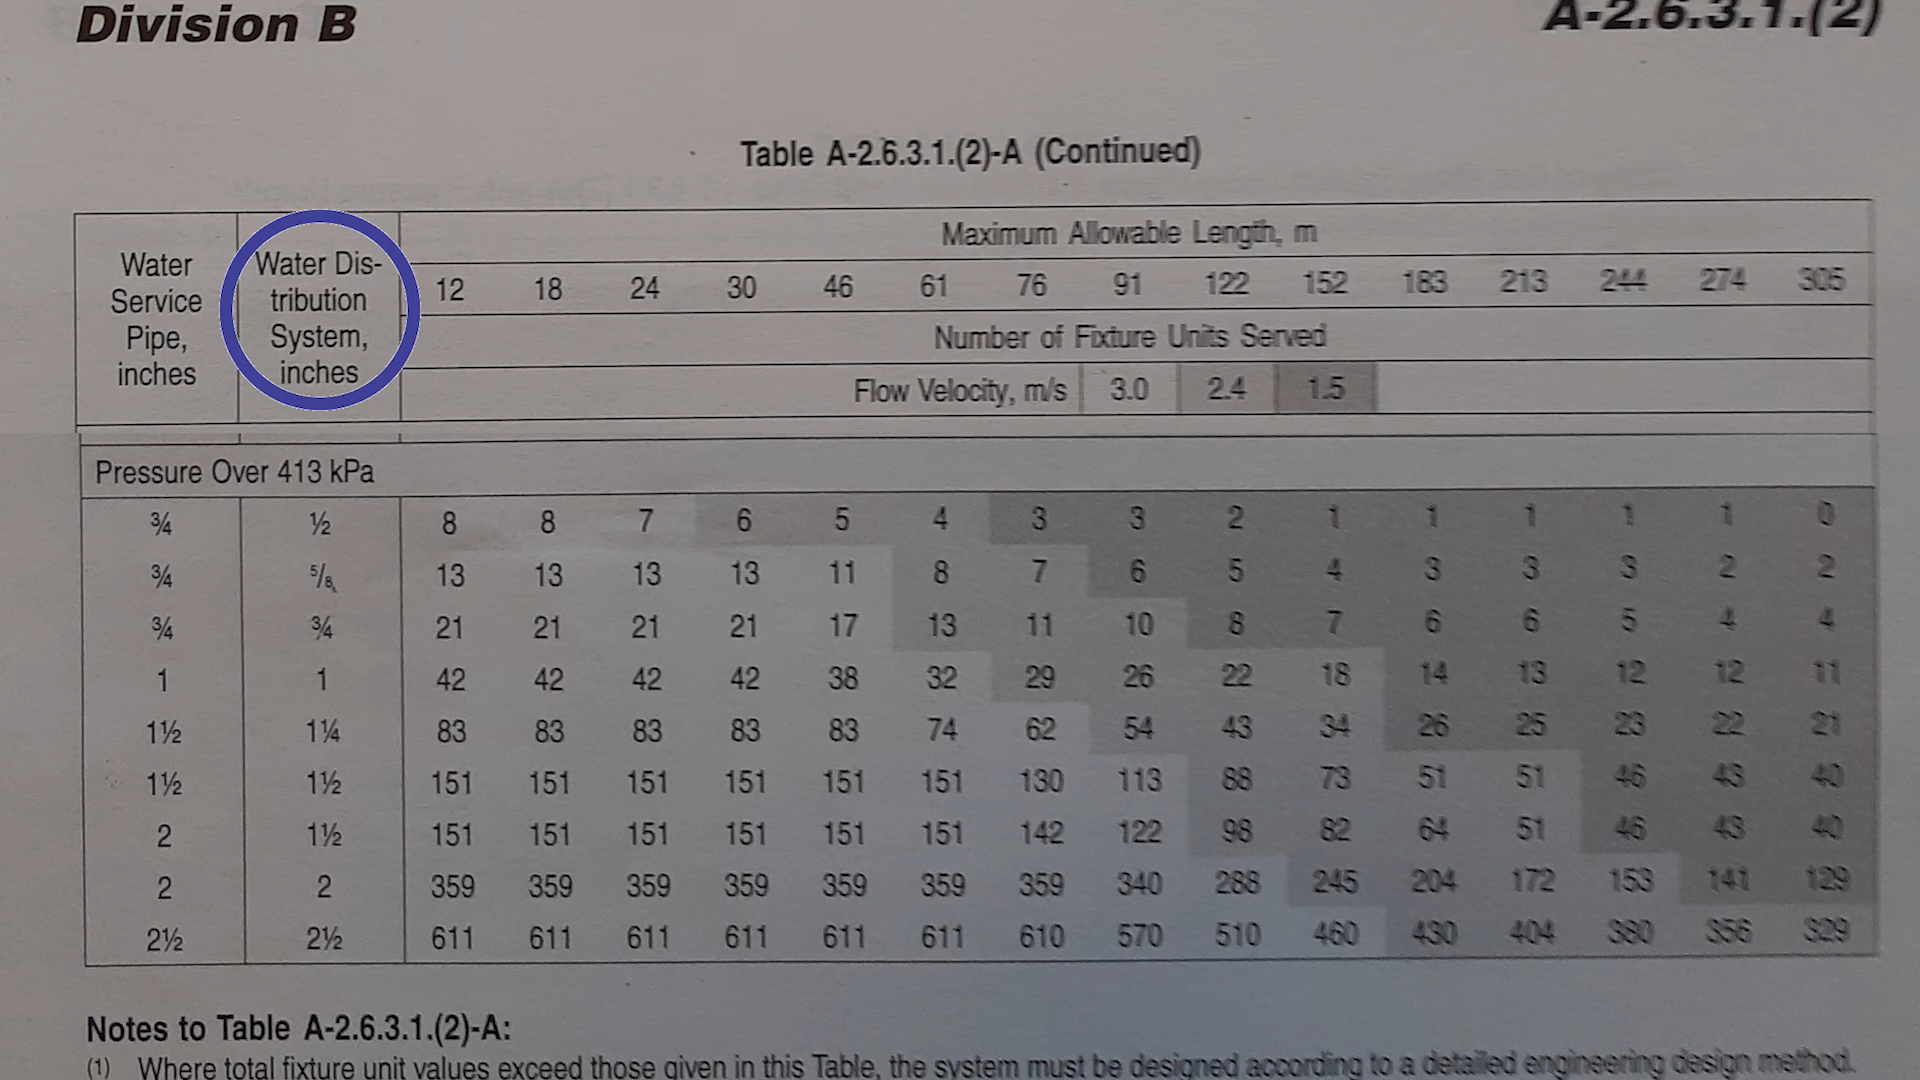 Division B
A-2.6.3.1.(2)
Table A-2.6.3.1.(2)-A (Continued)
Water Service Pipe, inches
Water Dis-tribution System, inches
Maximum Allowable Length, m
12 18 24 30 46 61 76 91 122 152 183 213 244 274 305
Number of Fixture Units Served
Flow Velocity, m/s 3.0 2.4 1.5
Pressure Over 413 kPa
¾ ½ 8 8 7 6 5 4 3 3 2 1 1 1 1 1 0
¾ 5/8 13 13 13 13 11 8 7 6 5 4 3 3 3 2 2
¾ ¾ 21 21 21 21 17 13 11 10 8 7 6 6 5 4 4
1 1 42 42 42 42 38 32 29 26 22 18 14 13 12 12 11
1½ 1¼ 83 83 83 83 83 74 62 54 43 34 26 25 23 22 21
1½ 1½ 151 151 151 151 151 151 130 113 88 73 51 51 46 43 40
2 1½ 151 151 151 151 151 151 142 122 98 82 64 51 46 43 40
2 2 359 359 359 359 359 359 359 340 288 245 204 172 153 141 129
2½ 2½ 611 611 611 611 611 611 610 570 510 460 430 404 380 356 329
Notes to Table A-2.6.3.1.(2)-A:
(1) Where total fixture unit values exceed those given in this Table, the system must be designed according to a detailed engineering design method.